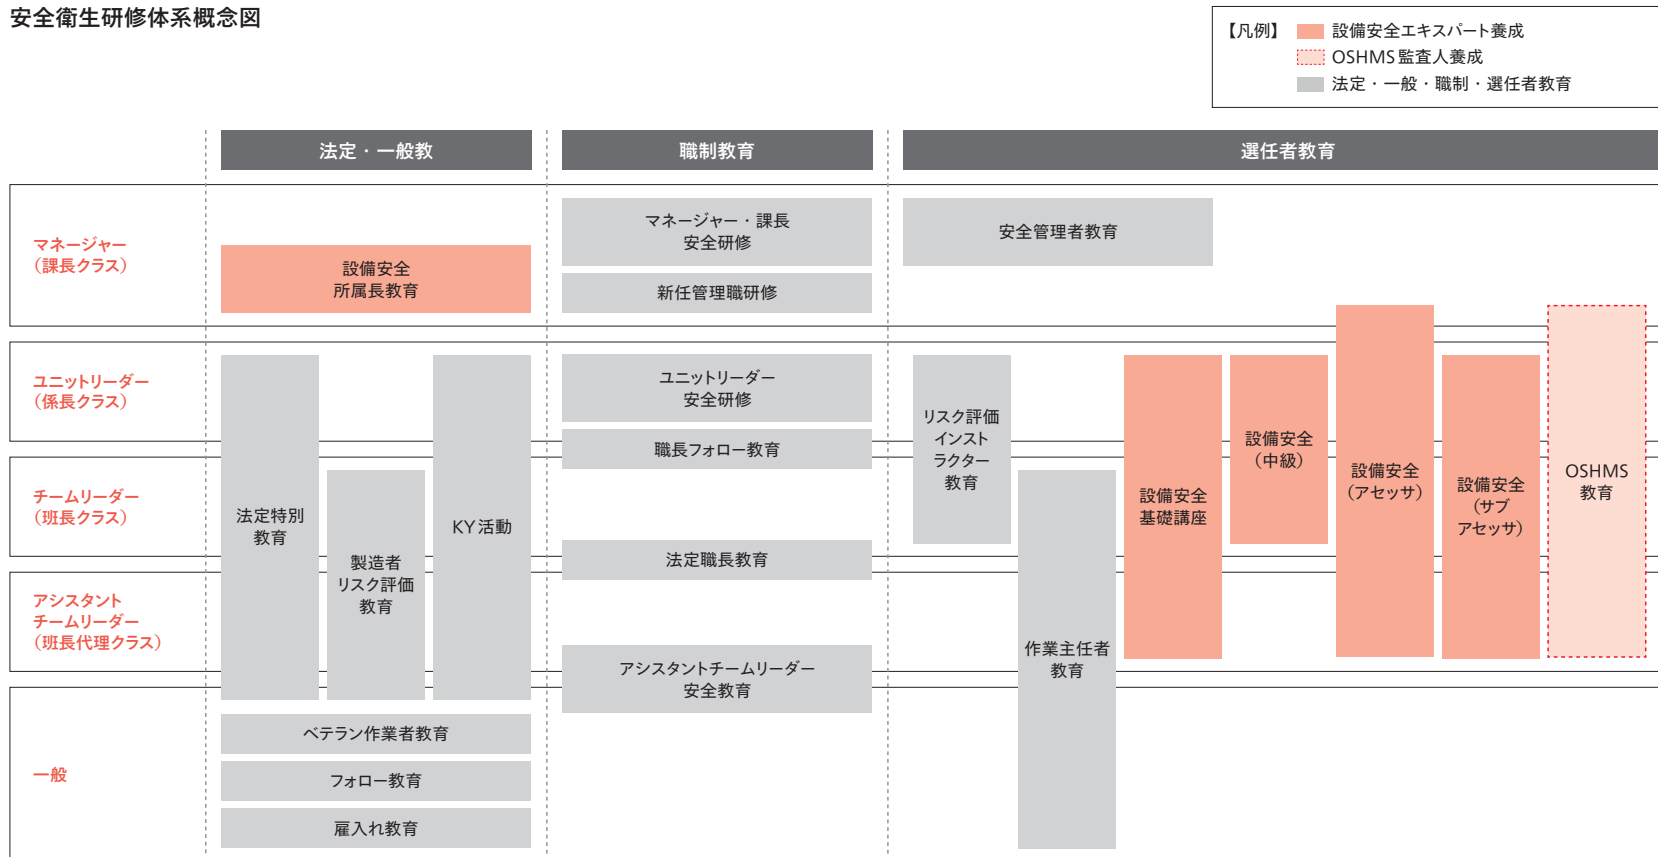 安全衛生研修体系概念図
【凡例】
設備安全エキスパート養成
OSHMS監査人養成
法定・一般・職制・選任者教育
法定・一般教
職制教育
選任者教育
マネージャー
（課長クラス）
設備安全
所属長教育
マネージャー・課長
安全研修
新任管理職研修
安全管理者教育
ユニットリーダー
（係長クラス）
ユニットリーダー
安全研修
職長フォロー教育
チームリーダー
（班長クラス）
法定特別
教育
製造者
リスク評価
教育
KY活動
法定職長教育
リスク評価
インスト
ラクター
教育
作業主任者
教育
設備安全
基礎講座
設備安全
（中級）
設備安全
（アセッサ）
設備安全
（サブ
アセッサ）
OSHMS
教育
アシスタント
チームリーダー
（班長代理クラス）
アシスタントチームリーダー
安全教育
一般
ベテラン作業者教育
フォロー教育
雇入れ教育